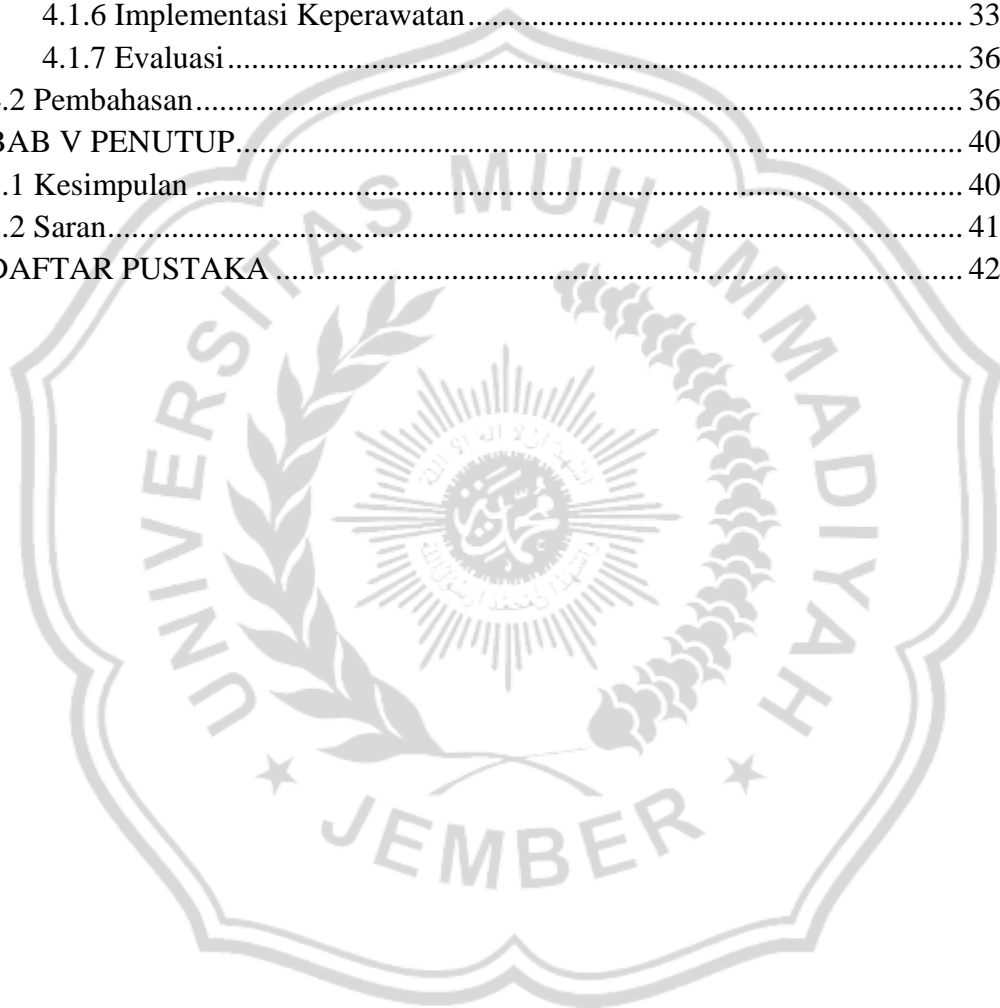 4.1.6 Implementasi Keperawatan........................................................................ 33
4.1.7 Evaluasi........................................................................ 36
.2 Pembahasan........................................................................ 36
BAB V PENUTUP........................................................................ 40
.1 Kesimpulan ........................................................................ 40
.2 Saran........................................................................ 41
DAFTAR PUSTAKA ........................................................................ 42
UNIVERSITAS MUHAMMADIYAH
JEMBER